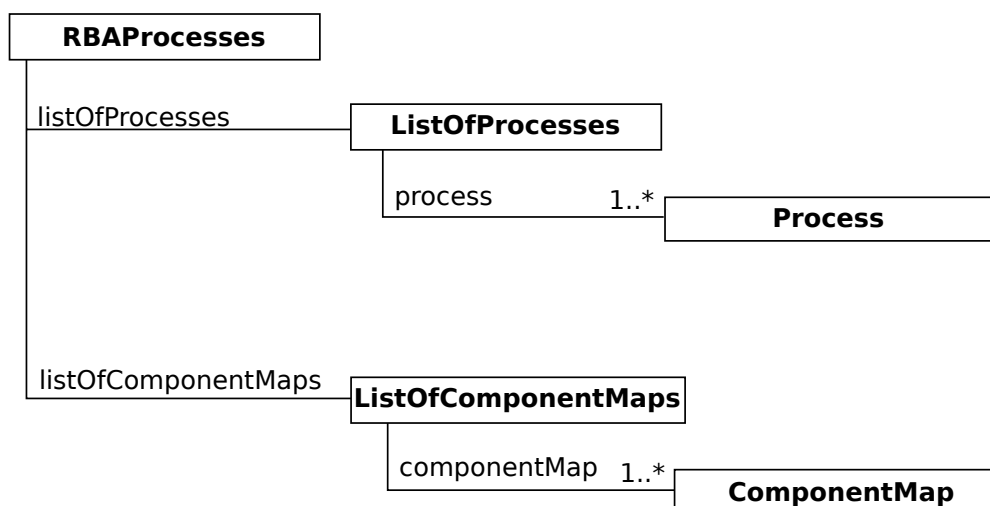 RBAProcesses
listOfProcesses
ListOfProcesses
process
1..*
Process
listOfComponentMaps
ListOfComponentMaps
componentMap
1..*
ComponentMap